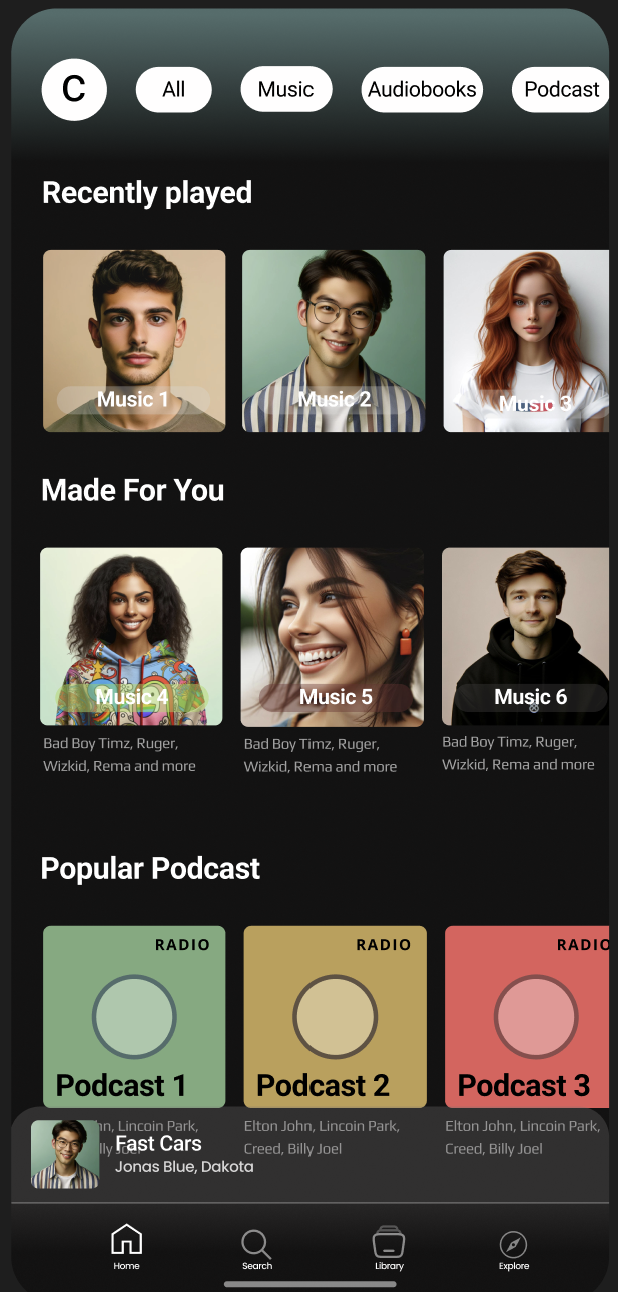 C
All
Music
Audiobooks
Podcast
Recently played
Music 1
Music 2
Music 3
Made For You
Music 4
Music 5
Music 6
Bad Boy Timz, Ruger,
Wizkid, Rema and more
Bad Boy Timz, Ruger,
Wizkid, Rema and more
Bad Boy Timz, Ruger,
Wizkid, Rema and more
Popular Podcast
RADIO
Podcast 1
RADIO
Podcast 2
RADIO
Podcast 3
hn, Lincoin Park,
lly Joel
Elton John, Lincoin Park,
Creed, Billy Joel
Elton John, Lincoin Park,
Creed, Billy Joel
Fast Cars
Jonas Blue, Dakota
Home
Search
Library
Explore